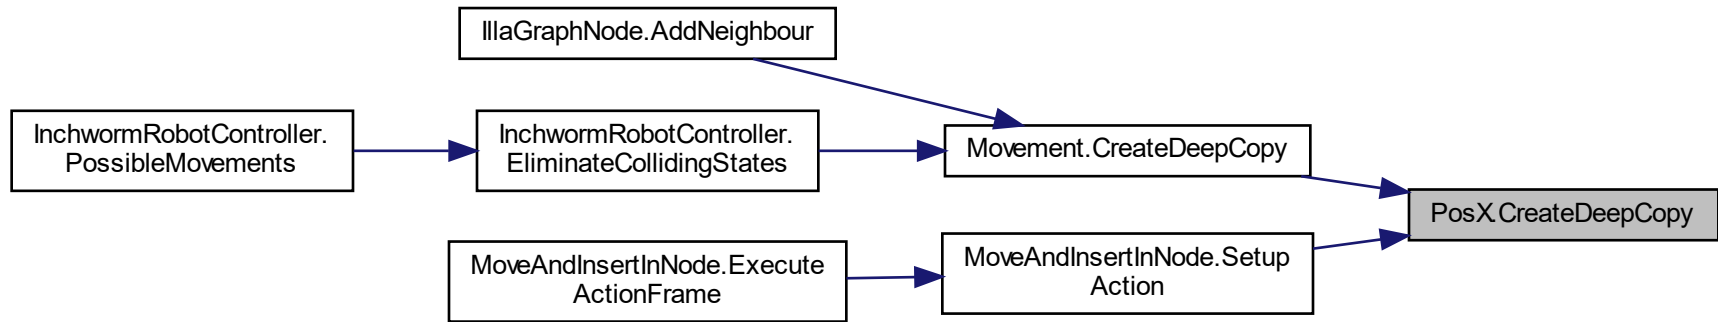 IllaGraphNode.AddNeighbour
InchwormRobotController.
PossibleMovements
InchwormRobotController.
EliminateCollidingStates
Movement.CreateDeepCopy
PosX.CreateDeepCopy
MoveAndInsertInNode.Execute
ActionFrame
MoveAndInsertInNode.Setup
Action